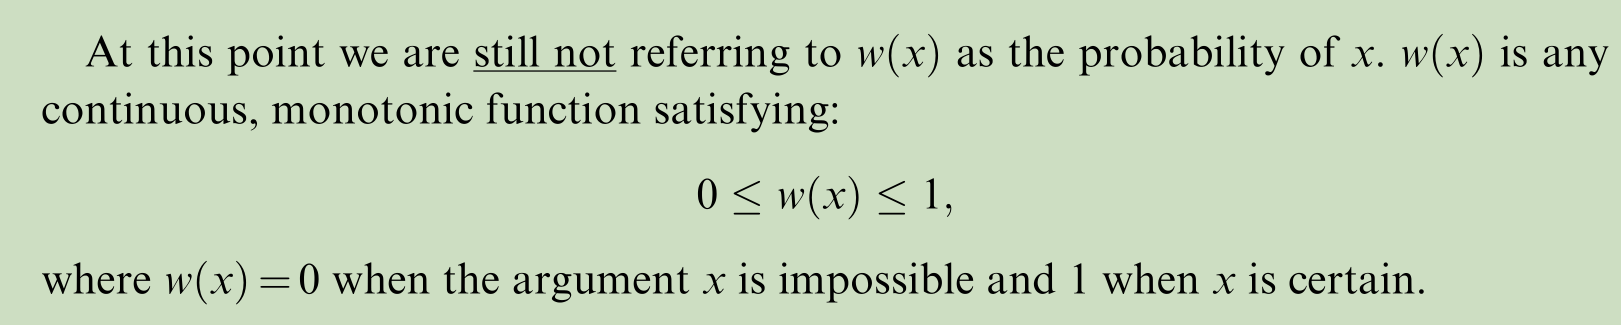 At this point we are still not referring to w(x) as the probability of x. w(x) is any
continuous, monotonic function satisfying:
0 ≤ w(x) ≤ 1,
where w(x) = 0 when the argument x is impossible and 1 when x is certain.